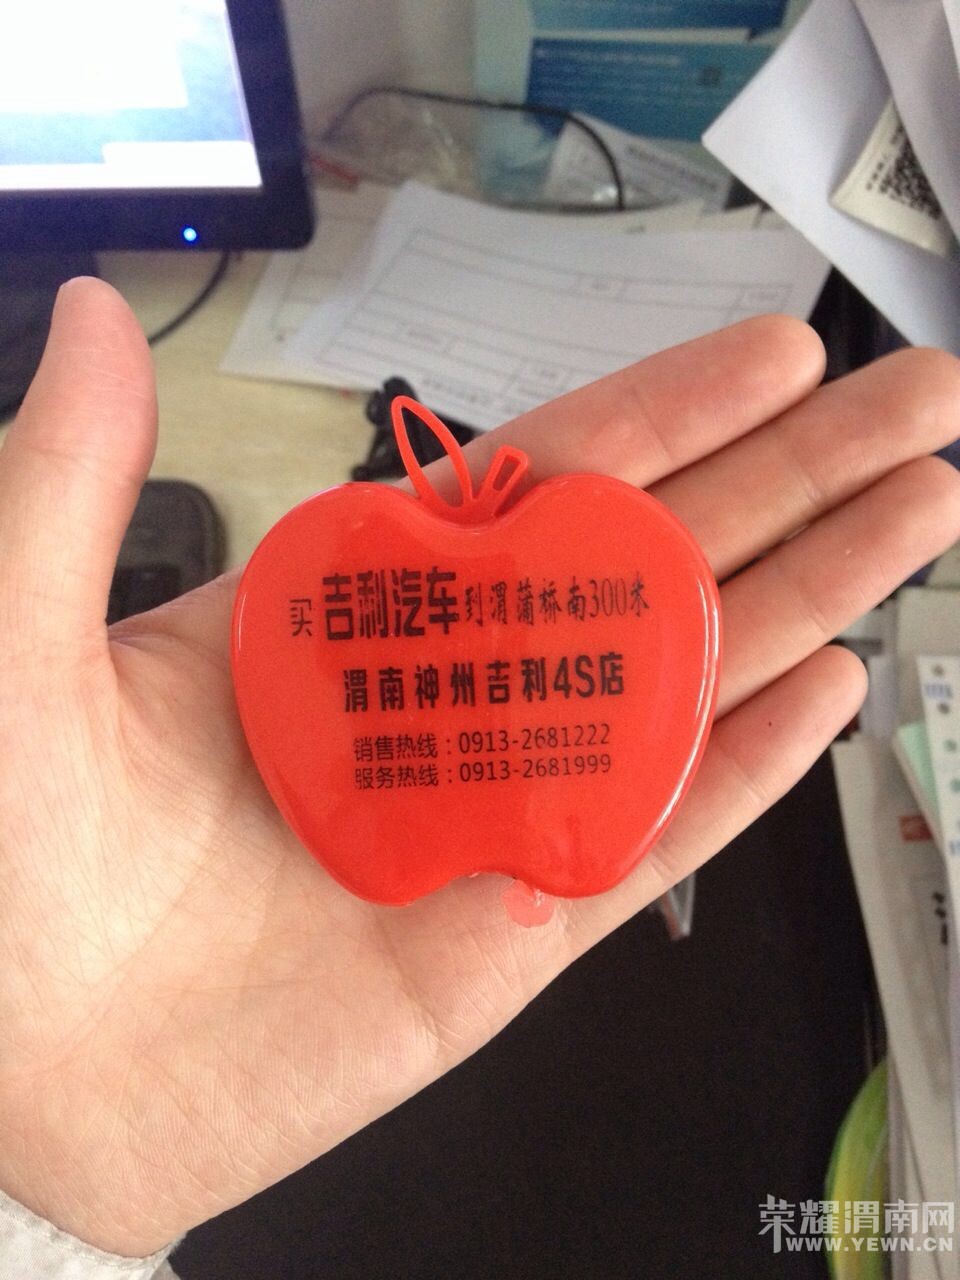 买吉利汽车到渭蒲桥南300米
渭南神州吉利4S店
销售热线：0913-2681222
服务热线：0913-2681999
荣耀渭南网
WWW.YEWN.CN